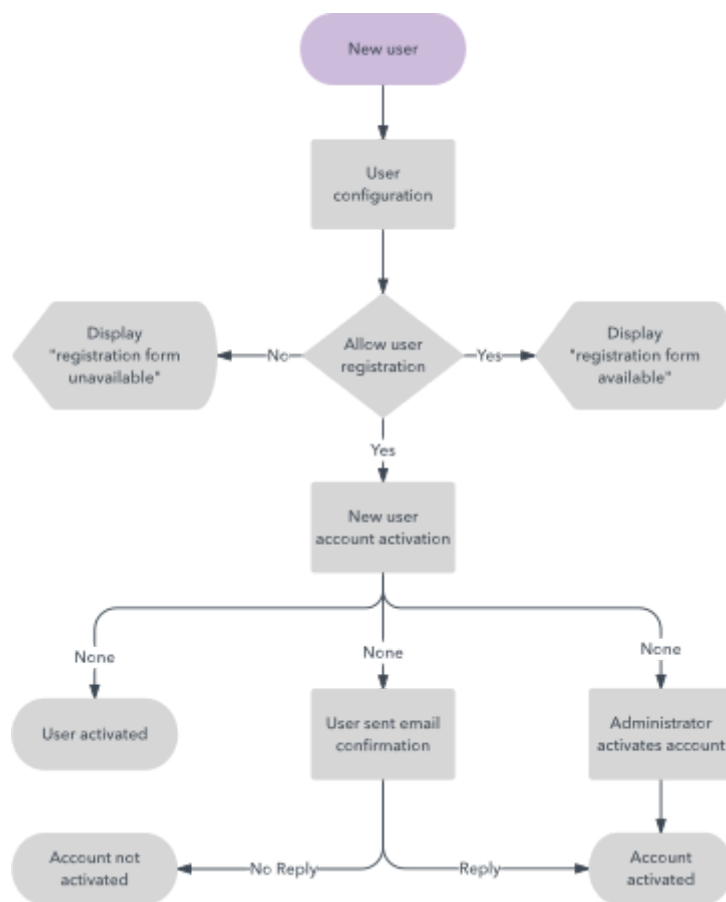 New user
User
configuration
Display
"registration form
unavailable"
No
Allow user
registration
Yes
Display
"registration form
available"
Yes
New user
account activation
None
None
None
User activated
User sent email
confirmation
Administrator
activates account
Account not
activated
No Reply
Reply
Account
activated